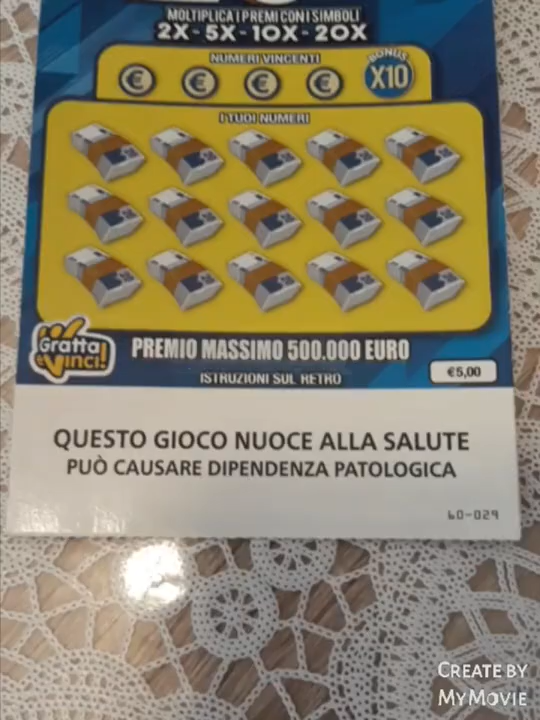 MOLTIPLICA I PREMI CON I SIMBOLI
2X - 5X - 10X - 20X
NUMERI VINCENTI
BONUS
X10
€ € € €
I TUOI NUMERI
Gratta
e Vinci!
PREMIO MASSIMO 500.000 EURO
€5,00
ISTRUZIONI SUL RETRO
QUESTO GIOCO NUOCE ALLA SALUTE
PUÒ CAUSARE DIPENDENZA PATOLOGICA
60-029
CREATE BY
MYMOVIE